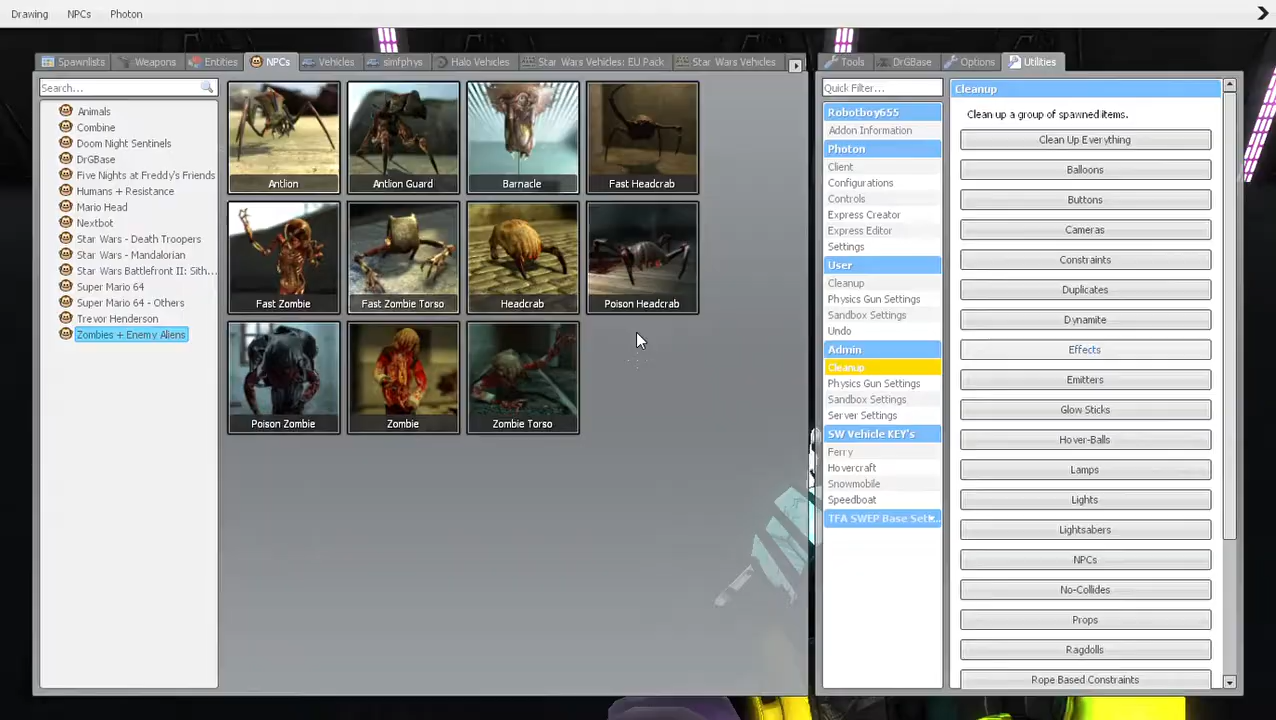 Drawing NPCs Photon
Spawnlists Weapons Entities NPCs Vehicles simfphys Halo Vehicles Star Wars Vehicles: EU Pack Star Wars Vehicles
Search...
Animals
Combine
Doom Night Sentinels
DrGBase
Five Nights at Freddy's Friends
Humans + Resistance
Mario Head
Nextbot
Star Wars - Death Troopers
Star Wars - Mandalorian
Star Wars Battlefront II: Sith...
Super Mario 64
Super Mario 64 - Others
Trevor Henderson
Zombies + Enemy Aliens
Antlion Antlion Guard Barnacle Fast Headcrab
Fast Zombie Fast Zombie Torso Headcrab Poison Headcrab
Poison Zombie Zombie Zombie Torso
Tools DrGBase Options Utilities
Quick Filter...
Robotboy655
Addon Information
Photon
Client
Configurations
Controls
Express Creator
Express Editor
Settings
User
Cleanup
Physics Gun Settings
Sandbox Settings
Undo
Admin
Cleanup
Physics Gun Settings
Sandbox Settings
Server Settings
SW Vehicle KEY's
Ferry
Hovercraft
Snowmobile
Speedboat
TFA SWEP Base Sett...
Cleanup
Clean up a group of spawned items.
Clean Up Everything
Balloons
Buttons
Cameras
Constraints
Duplicates
Dynamite
Effects
Emitters
Glow Sticks
Hover-Balls
Lamps
Lights
Lightsabers
NPCs
No-Collides
Props
Ragdolls
Rope Based Constraints